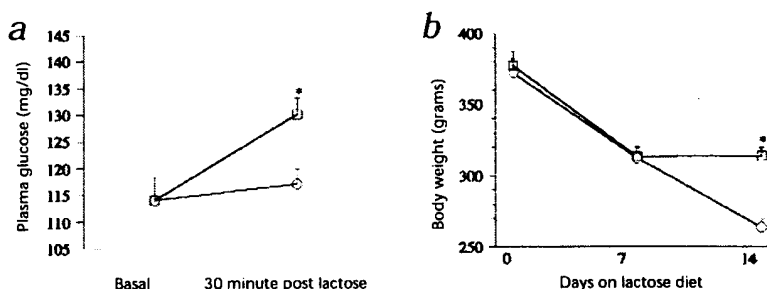 a
145
140
135
130
125
120
115
110
105
Plasma glucose (mg/dl)
*
Basal 30 minute post lactose
b
400
350
300
250
Body weight (grams)
*
0 7 14
Days on lactose diet